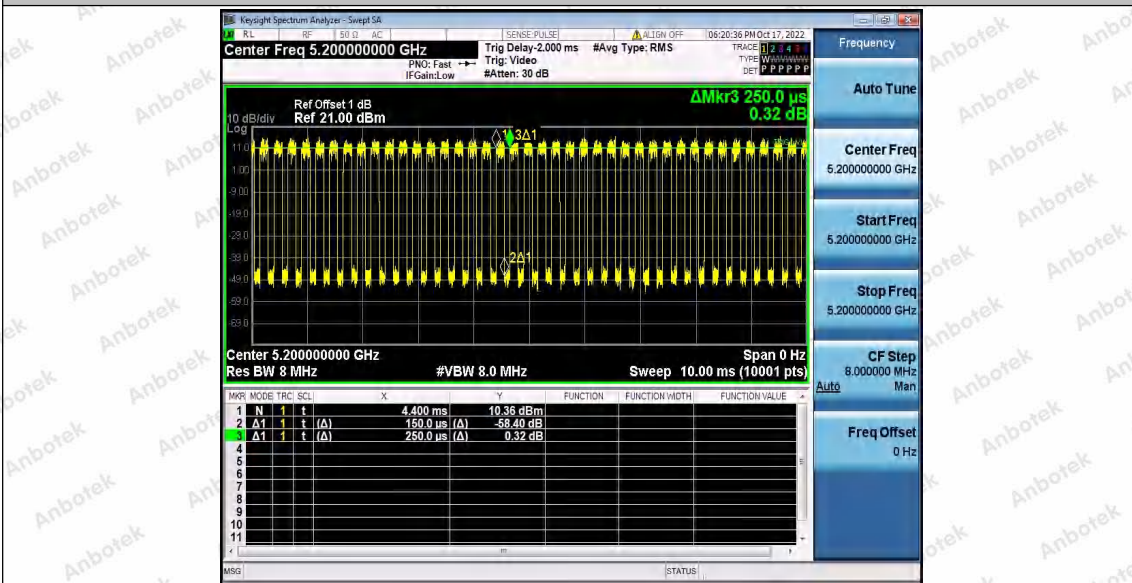 Keysight Spectrum Analyzer - Swept SA
RL RF 50 Ω AC SENSE:PULSE ALIGN OFF 06:20:36 PM Oct 17, 2022
Center Freq 5.200000000 GHz
PNO: Fast
IFGain:Low
Trig Delay-2.000 ms
Trig: Video
#Atten: 30 dB
#Avg Type: RMS
TRACE 1 2 3 4
TYPE W
DET P P P P P P
Frequency
Auto Tune
Center Freq
5.200000000 GHz
Start Freq
5.200000000 GHz
Stop Freq
5.200000000 GHz
CF Step
8.000000 MHz
Auto Man
Freq Offset
0 Hz
ΔMkr3 250.0 µs
0.32 dB
Ref Offset 1 dB
10 dB/div Ref 21.00 dBm
Log
11.0
1.00
-9.00
-19.0
-29.0
-39.0
-49.0
-59.0
-69.0
1 3Δ1
2Δ1
Center 5.200000000 GHz Span 0 Hz
Res BW 8 MHz #VBW 8.0 MHz Sweep 10.00 ms (10001 pts)
MKR MODE TRC SCL X Y FUNCTION FUNCTION WIDTH FUNCTION VALUE
1 N 1 t 4.400 ms 10.36 dBm
2 Δ1 1 t (Δ) 150.0 µs (Δ) -58.40 dB
3 Δ1 1 t (Δ) 250.0 µs (Δ) 0.32 dB
4
5
6
7
8
9
10
11
MSG STATUS
Anbotek